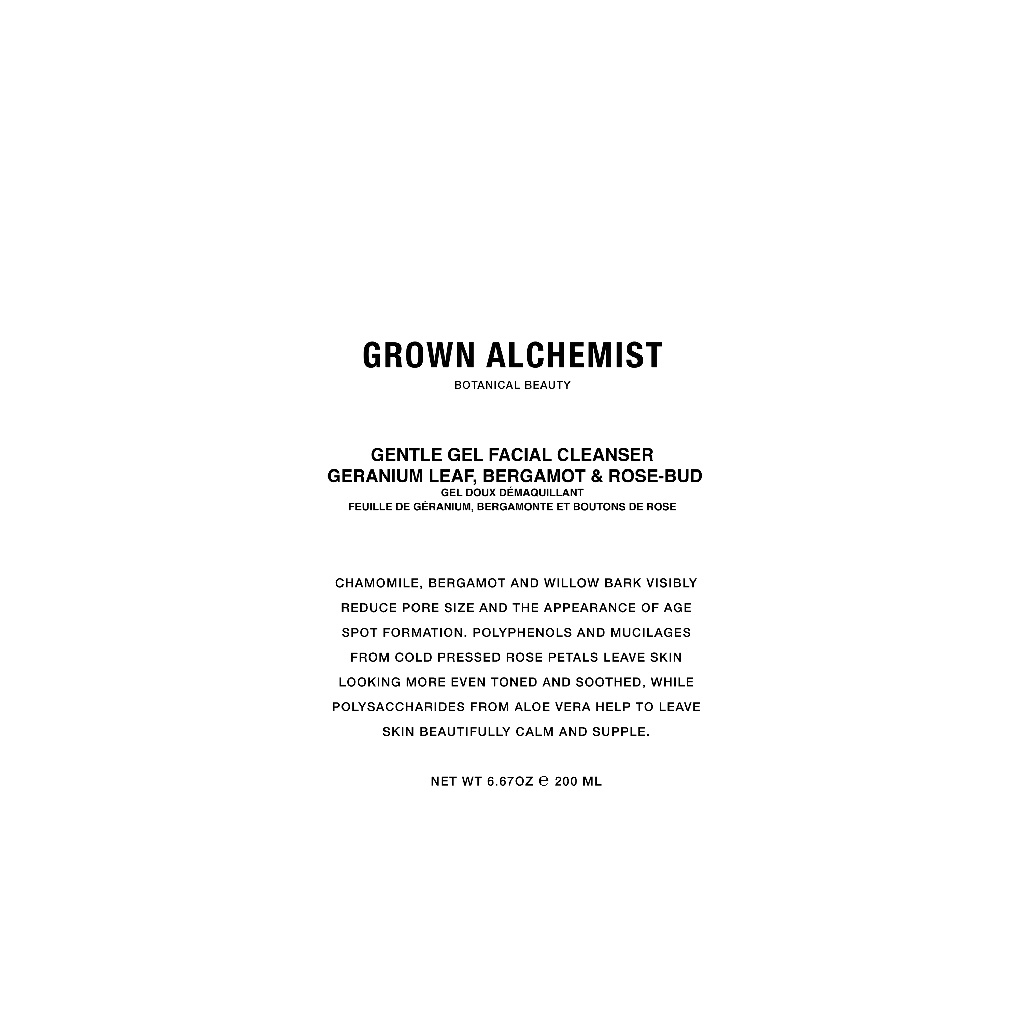 GROWN ALCHEMIST
BOTANICAL BEAUTY
GENTLE GEL FACIAL CLEANSER
GERANIUM LEAF, BERGAMOT & ROSE-BUD
GEL DOUX DÉMAQUILLANT
FEUILLE DE GÉRANIUM, BERGAMONTE ET BOUTONS DE ROSE
CHAMOMILE, BERGAMOT AND WILLOW BARK VISIBLY
REDUCE PORE SIZE AND THE APPEARANCE OF AGE
SPOT FORMATION. POLYPHENOLS AND MUCILAGES
FROM COLD PRESSED ROSE PETALS LEAVE SKIN
LOOKING MORE EVEN TONED AND SOOTHED, WHILE
POLYSACCHARIDES FROM ALOE VERA HELP TO LEAVE
SKIN BEAUTIFULLY CALM AND SUPPLE.
NET WT 6.67OZ ℮ 200 ML